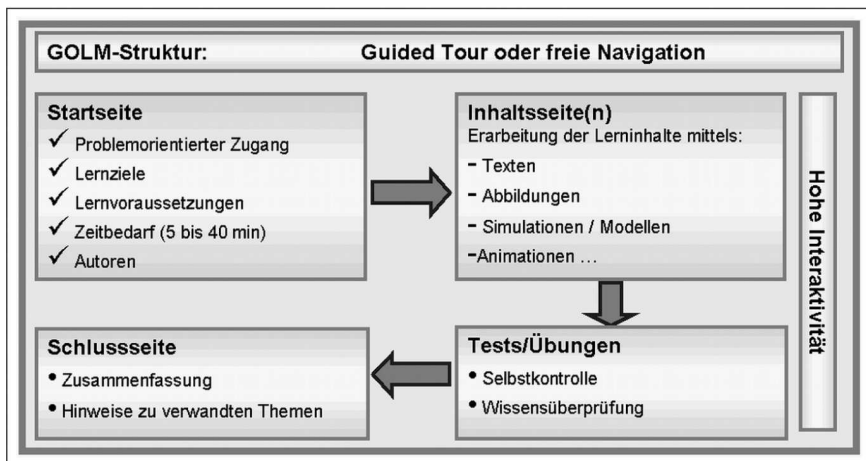 GOLM-Struktur: Guided Tour oder freie Navigation
Startseite
✓ Problemorientierter Zugang
✓ Lernziele
✓ Lernvoraussetzungen
✓ Zeitbedarf (5 bis 40 min)
✓ Autoren
Inhaltsseite(n)
Erarbeitung der Lerninhalte mittels:
- Texten
- Abbildungen
- Simulationen / Modellen
-Animationen ...
Hohe Interaktivität
Tests/Übungen
• Selbstkontrolle
• Wissensüberprüfung
Schlussseite
• Zusammenfassung
• Hinweise zu verwandten Themen